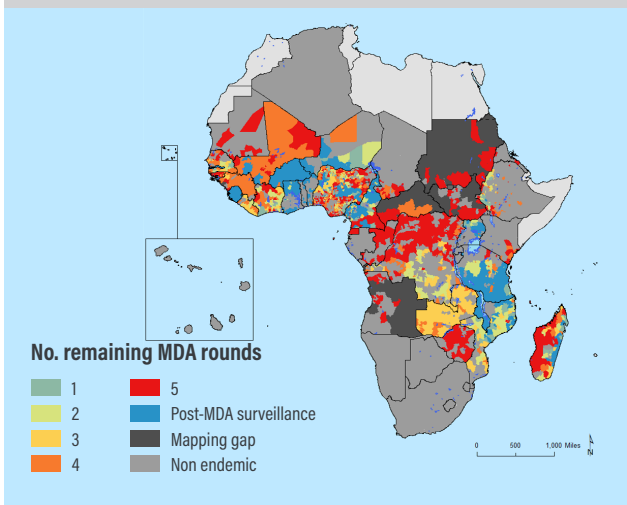 No. remaining MDA rounds
1
2
3
4
5
Post-MDA surveillance
Mapping gap
Non endemic
0 500 1,000 Miles
N